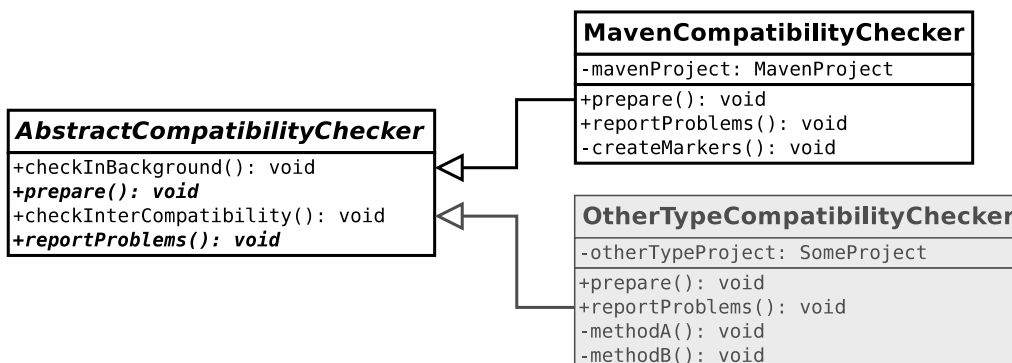 AbstractCompatibilityChecker
+checkInBackground(): void
+prepare(): void
+checkInterCompatibility(): void
+reportProblems(): void
MavenCompatibilityChecker
-mavenProject: MavenProject
+prepare(): void
+reportProblems(): void
-createMarkers(): void
OtherTypeCompatibilityChecker
-otherTypeProject: SomeProject
+prepare(): void
+reportProblems(): void
-methodA(): void
-methodB(): void